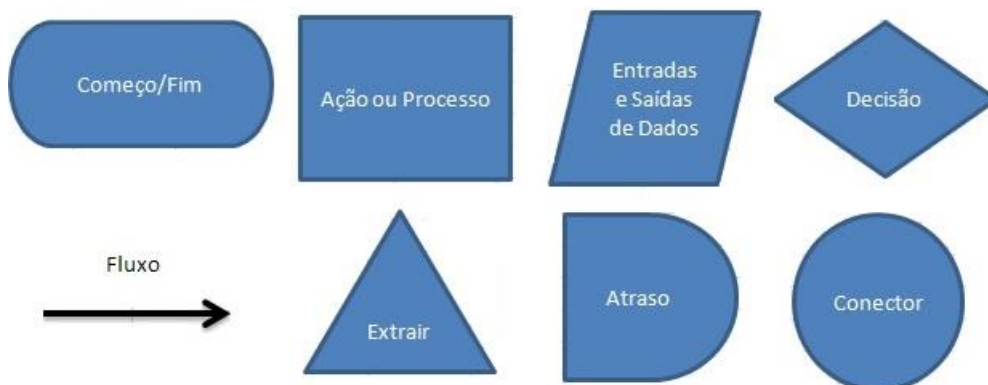 Começo/Fim
Ação ou Processo
Entradas
e Saídas
de Dados
Decisão
Fluxo
Extrair
Atraso
Conector